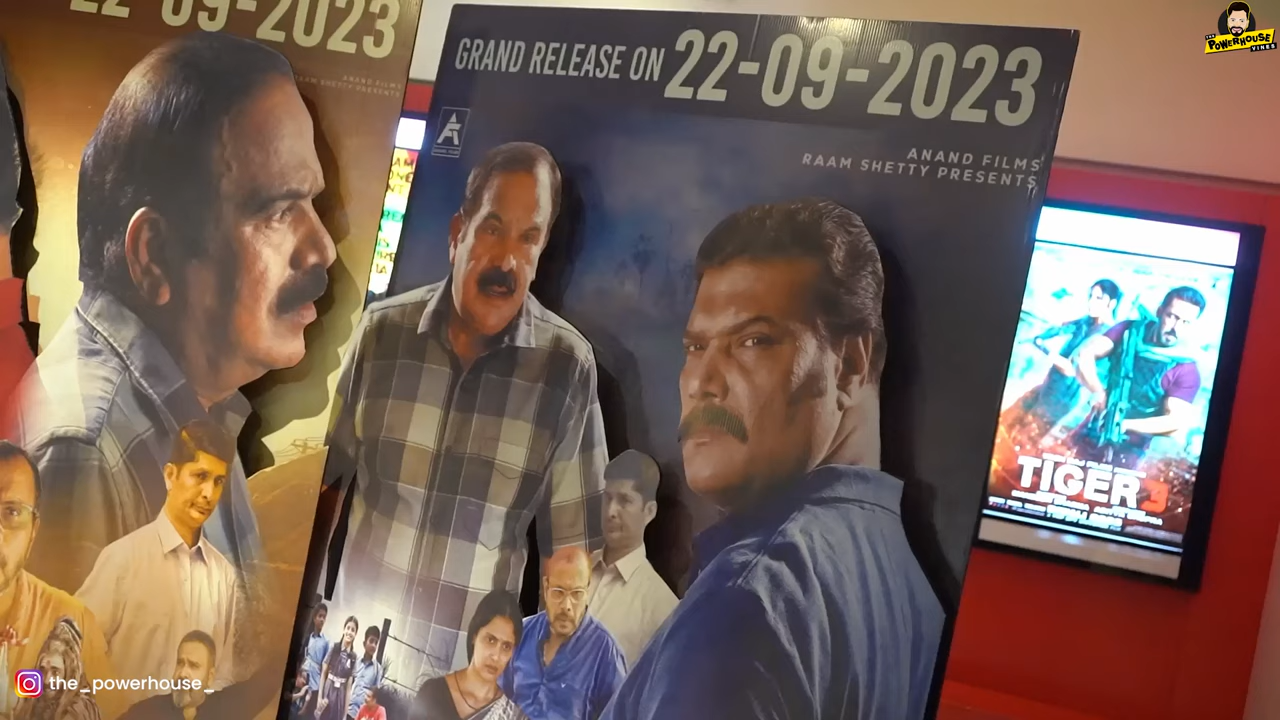 22-09-2023
ANAND FILMS
RAAM SHETTY PRESENTS
GRAND RELEASE ON 22-09-2023
ANAND FILMS
RAAM SHETTY PRESENTS
TIGER 3
THE
POWERHOUSE
VINES
the_powerhouse_